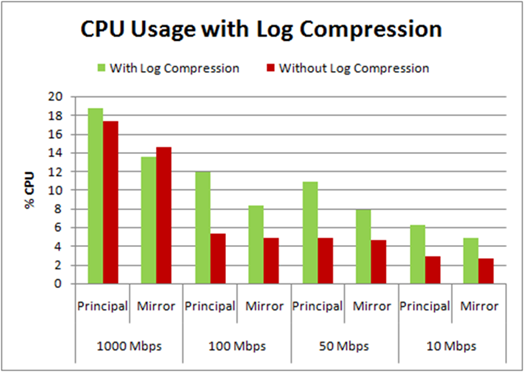 CPU Usage with Log Compression
With Log Compression Without Log Compression
20
18
16
14
12
10
8
6
4
2
0
% CPU
Principal Mirror Principal Mirror Principal Mirror Principal Mirror
1000 Mbps 100 Mbps 50 Mbps 10 Mbps